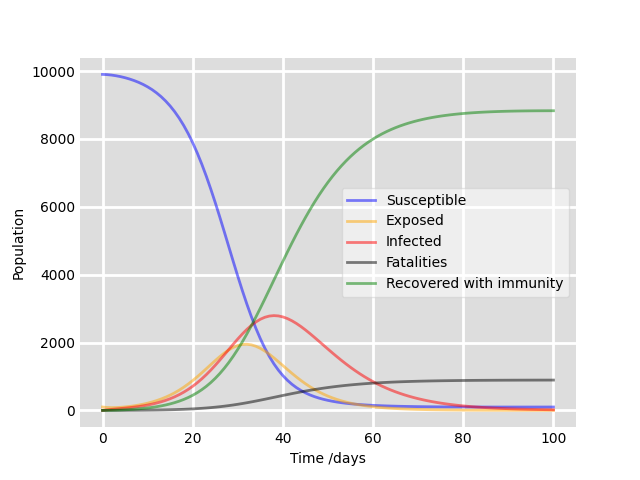 10000
8000
6000
4000
2000
0
Population
Susceptible
Exposed
Infected
Fatalities
Recovered with immunity
0 20 40 60 80 100
Time /days